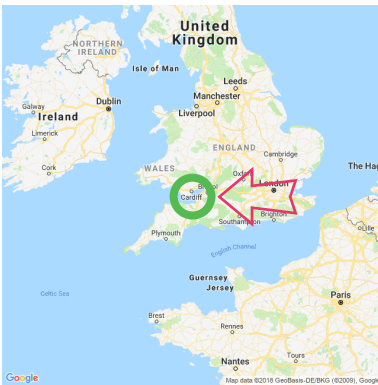 United
Kingdom
NORTHERN
IRELAND
Isle of Man
Leeds
Manchester
Dublin
Galway
Ireland
Liverpool
Limerick
ENGLAND
Cambridge
Cork
WALES
The Hag
London
Cardiff
Brighton
Southampton
Plymouth
Lille
English Channel
Guernsey
Jersey
Celtic Sea
Paris
Brest
Rennes
Nantes
Tours
Google
Map data ©2018 GeoBasis-DE/BKG (©2009), Googl